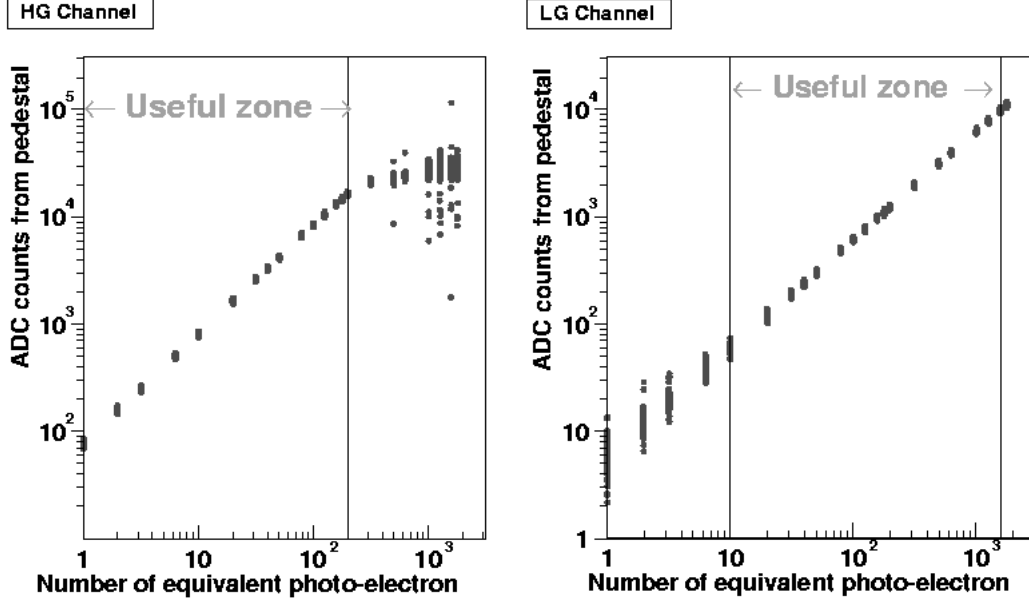 HG Channel
ADC counts from pedestal
10^5
10^4
10^3
10^2
Useful zone
1 10 10^2 10^3
Number of equivalent photo-electron
LG Channel
ADC counts from pedestal
10^4
10^3
10^2
10
1
Useful zone
1 10 10^2 10^3
Number of equivalent photo-electron